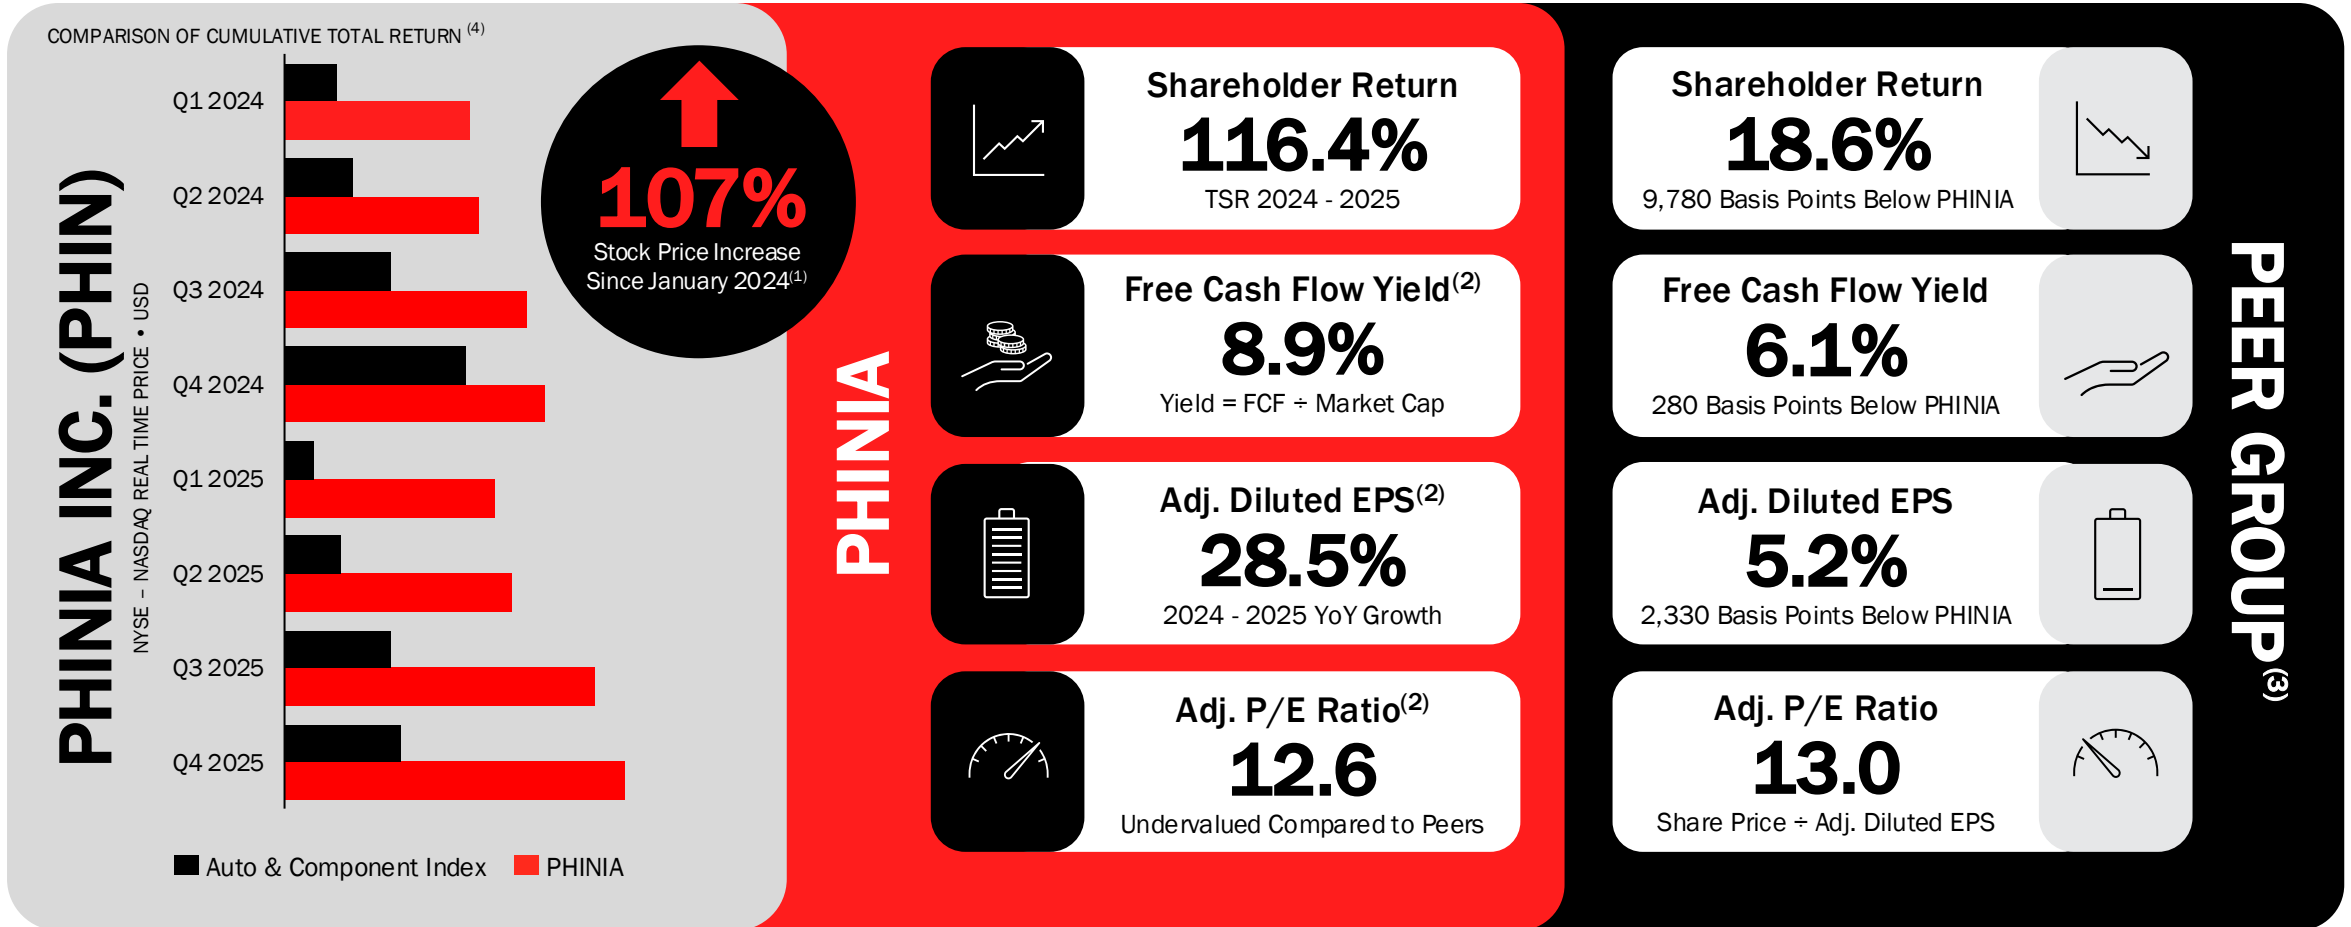 COMPARISON OF CUMULATIVE TOTAL RETURN (4)
PHINIA INC. (PHIN)
NYSE – NASDAQ REAL TIME PRICE • USD
Q1 2024
Q2 2024
Q3 2024
Q4 2024
Q1 2025
Q2 2025
Q3 2025
Q4 2025
Auto & Component Index
PHINIA
107%
Stock Price Increase
Since January 2024(1)
PHINIA
Shareholder Return
116.4%
TSR 2024 - 2025
Free Cash Flow Yield(2)
8.9%
Yield = FCF ÷ Market Cap
Adj. Diluted EPS(2)
28.5%
2024 - 2025 YoY Growth
Adj. P/E Ratio(2)
12.6
Undervalued Compared to Peers
Shareholder Return
18.6%
9,780 Basis Points Below PHINIA
Free Cash Flow Yield
6.1%
280 Basis Points Below PHINIA
Adj. Diluted EPS
5.2%
2,330 Basis Points Below PHINIA
Adj. P/E Ratio
13.0
Share Price ÷ Adj. Diluted EPS
PEER GROUP(3)